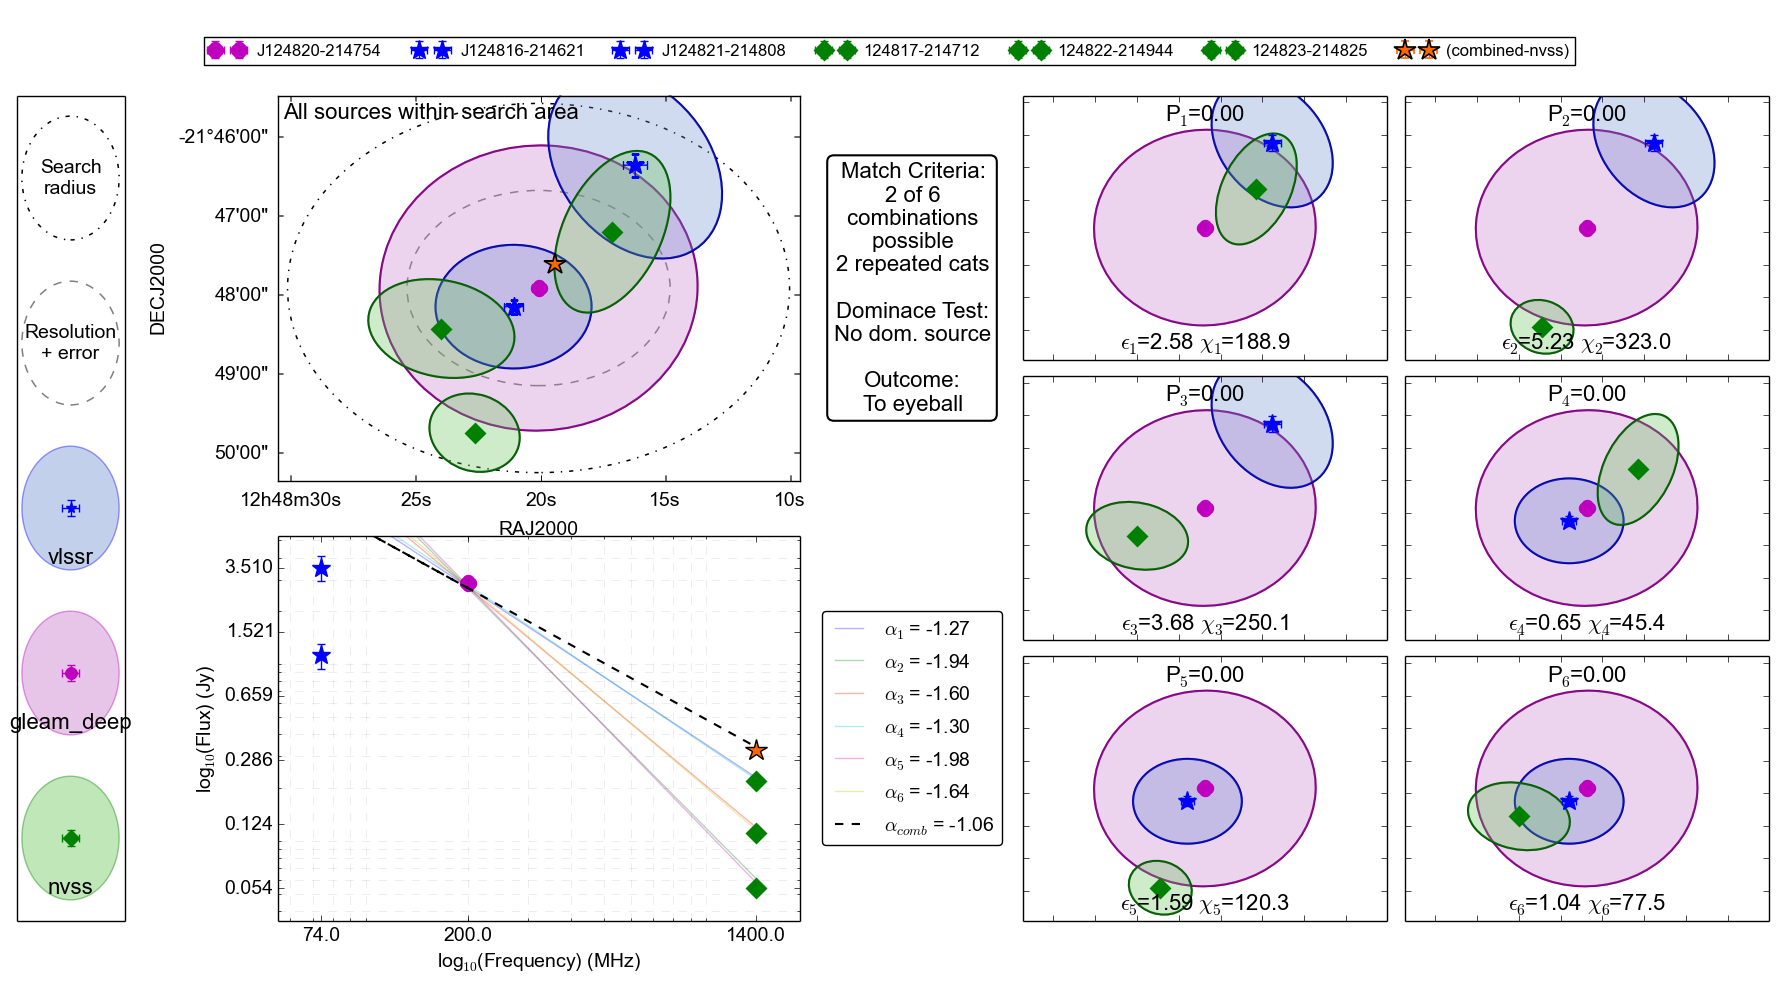 J124820-214754 J124816-214621 J124821-214808 124817-214712 124822-214944 124823-214825 (combined-nvss)
Search
radius
Resolution
+ error
vlssr
gleam_deep
nvss
All sources within search area
DECJ2000
-21°46'00"
47'00"
48'00"
49'00"
50'00"
12h48m30s 25s 20s 15s 10s
RAJ2000
Match Criteria:
2 of 6
combinations
possible
2 repeated cats
Dominace Test:
No dom. source
Outcome:
To eyeball
log₁₀(Flux) (Jy)
3.510
1.521
0.659
0.286
0.124
0.054
74.0 200.0 1400.0
log₁₀(Frequency) (MHz)
α₁ = -1.27
α₂ = -1.94
α₃ = -1.60
α₄ = -1.30
α₅ = -1.98
α₆ = -1.64
α_comb = -1.06
P₁=0.00
ϵ₁=2.58 χ₁=188.9
P₂=0.00
ϵ₂=5.23 χ₂=323.0
P₃=0.00
ϵ₃=3.68 χ₃=250.1
P₄=0.00
ϵ₄=0.65 χ₄=45.4
P₅=0.00
ϵ₅=1.59 χ₅=120.3
P₆=0.00
ϵ₆=1.04 χ₆=77.5